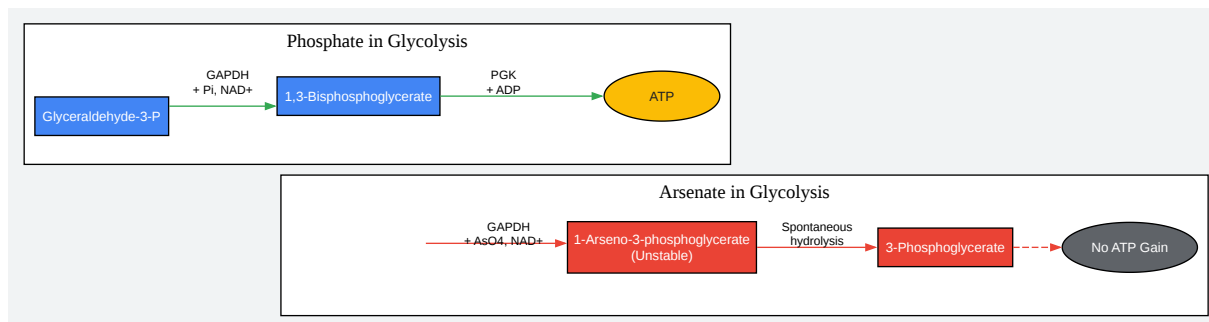 Phosphate in Glycolysis
GAPDH
+ Pi, NAD+
PGK
+ ADP
Glyceraldehyde-3-P
1,3-Bisphosphoglycerate
ATP
Arsenate in Glycolysis
GAPDH
+ AsO4, NAD+
1-Arseno-3-phosphoglycerate
(Unstable)
Spontaneous
hydrolysis
3-Phosphoglycerate
No ATP Gain